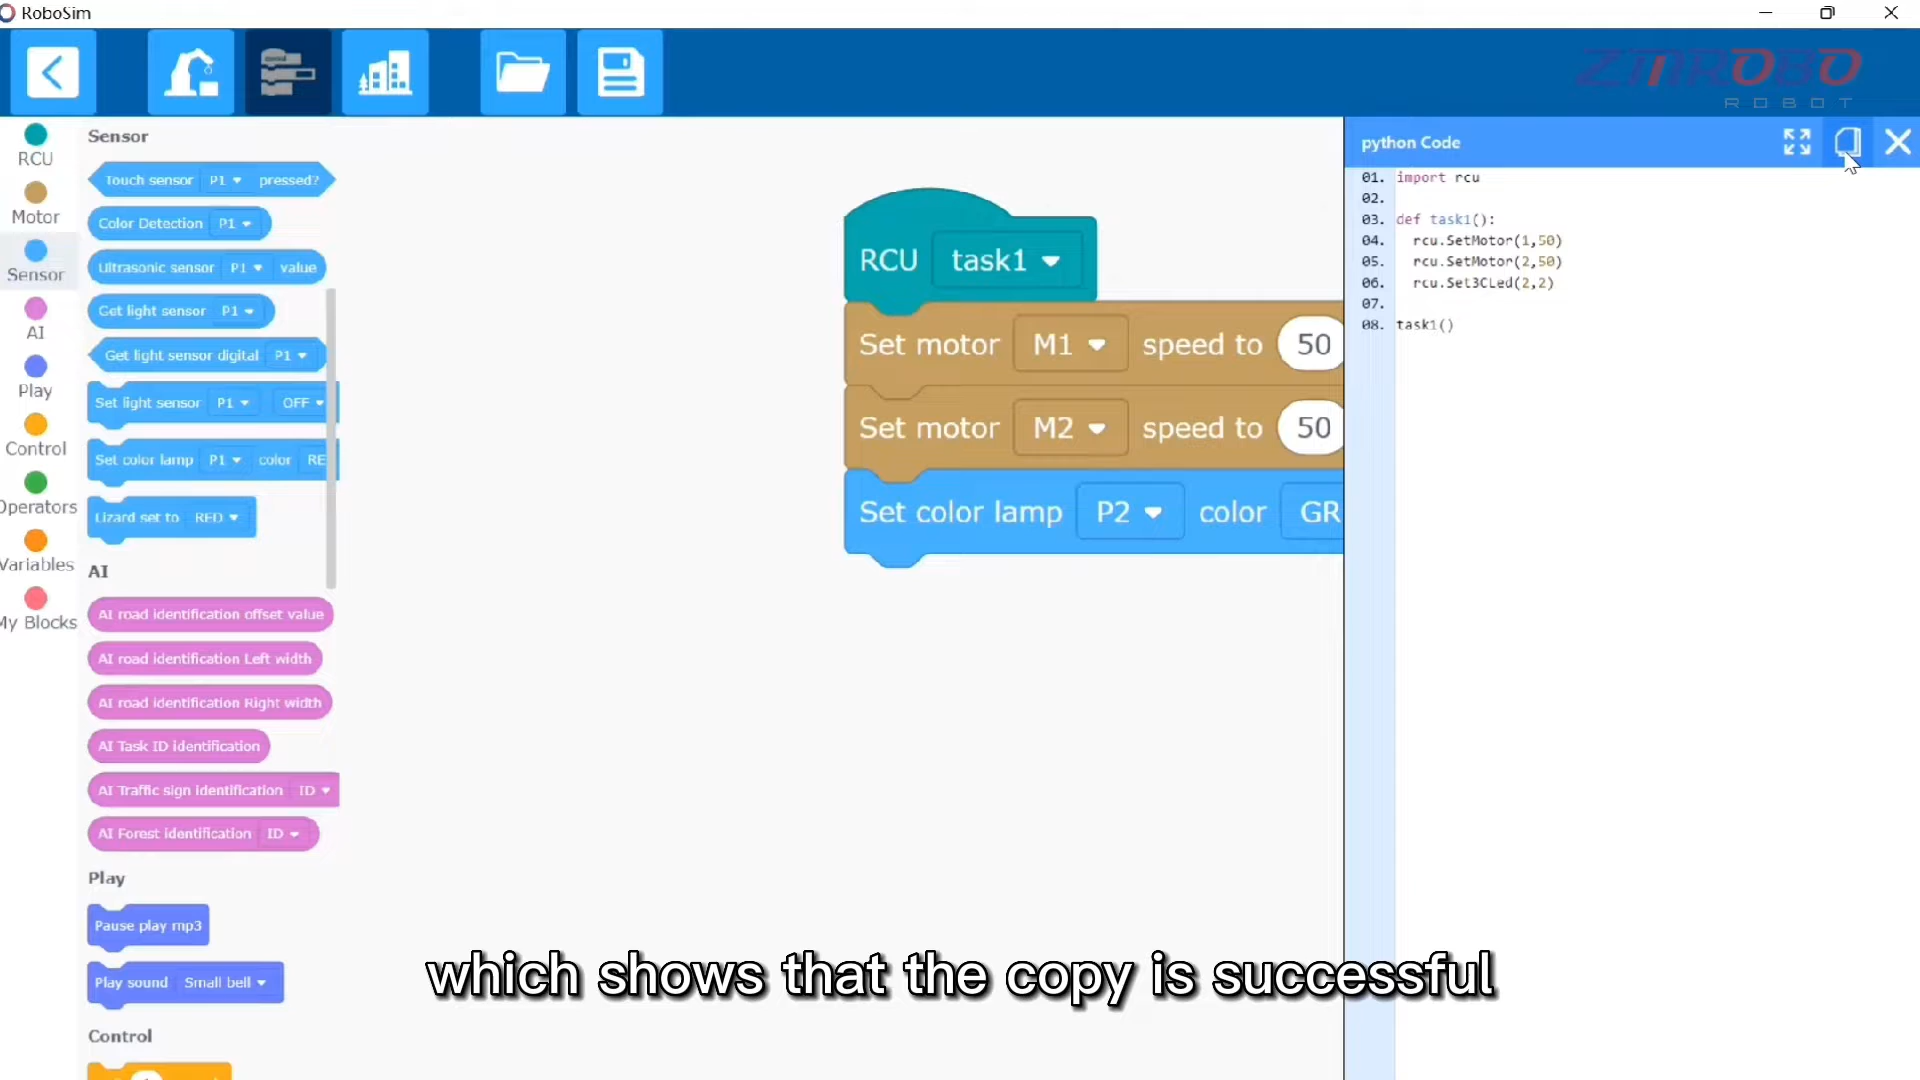 RoboSim
ZMROBO
ROBOT
RCU
Motor
Sensor
AI
Play
Control
Operators
Variables
My Blocks
Sensor
Touch sensor P1 pressed?
Color Detection P1
Ultrasonic sensor P1 value
Get light sensor P1
Get light sensor digital P1
Set light sensor P1 OFF
Set color lamp P1 color RE
Lizard set to RED
AI
AI road identification offset value
AI road identification Left width
AI road identification Right width
AI Task ID identification
AI Traffic sign identification ID
AI Forest identification ID
Play
Pause play mp3
Play sound Small bell
Control
RCU task1
Set motor M1 speed to 50
Set motor M2 speed to 50
Set color lamp P2 color GR
python Code
01. import rcu
02.
03. def task1():
04. rcu.SetMotor(1,50)
05. rcu.SetMotor(2,50)
06. rcu.Set3CLed(2,2)
07.
08. task1()
which shows that the copy is successful